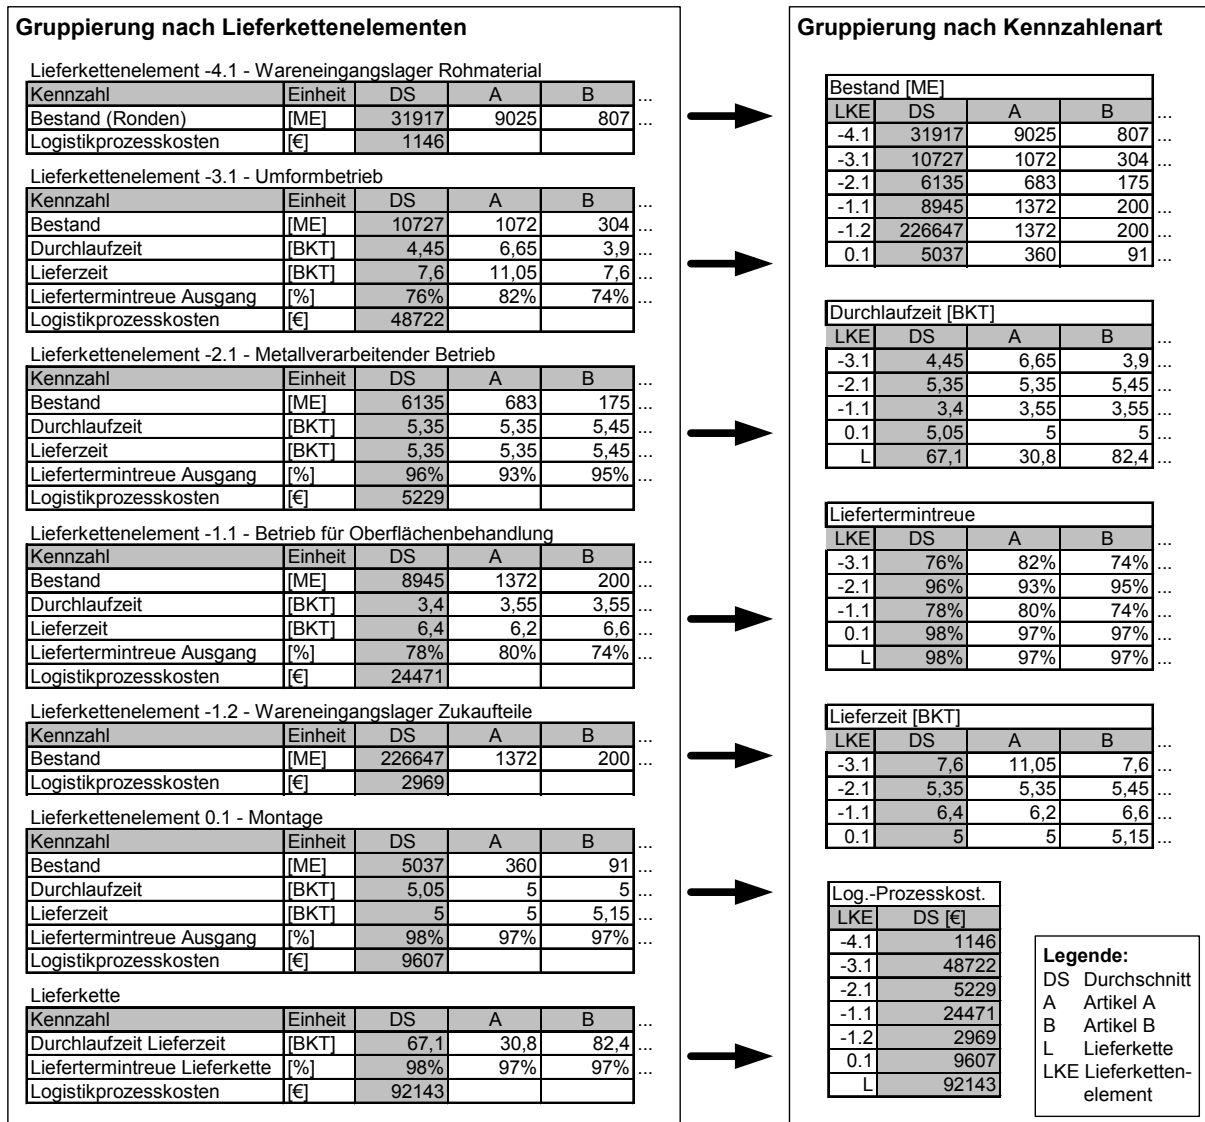 Gruppierung nach Lieferkettenelementen
Lieferkettenelement -4.1 - Wareneingangslager Rohmaterial
Kennzahl Einheit DS A B ...
Bestand (Ronden) [ME] 31917 9025 807 ...
Logistikprozesskosten [€] 1146
Lieferkettenelement -3.1 - Umformbetrieb
Kennzahl Einheit DS A B ...
Bestand [ME] 10727 1072 304 ...
Durchlaufzeit [BKT] 4,45 6,65 3,9 ...
Lieferzeit [BKT] 7,6 11,05 7,6 ...
Liefertermintreue Ausgang [%] 76% 82% 74% ...
Logistikprozesskosten [€] 48722
Lieferkettenelement -2.1 - Metallverarbeitender Betrieb
Kennzahl Einheit DS A B ...
Bestand [ME] 6135 683 175 ...
Durchlaufzeit [BKT] 5,35 5,35 5,45 ...
Lieferzeit [BKT] 5,35 5,35 5,45 ...
Liefertermintreue Ausgang [%] 96% 93% 95% ...
Logistikprozesskosten [€] 5229
Lieferkettenelement -1.1 - Betrieb für Oberflächenbehandlung
Kennzahl Einheit DS A B ...
Bestand [ME] 8945 1372 200 ...
Durchlaufzeit [BKT] 3,4 3,55 3,55 ...
Lieferzeit [BKT] 6,4 6,2 6,6 ...
Liefertermintreue Ausgang [%] 78% 80% 74% ...
Logistikprozesskosten [€] 24471
Lieferkettenelement -1.2 - Wareneingangslager Zukaufteile
Kennzahl Einheit DS A B ...
Bestand [ME] 226647 1372 200 ...
Logistikprozesskosten [€] 2969
Lieferkettenelement 0.1 - Montage
Kennzahl Einheit DS A B ...
Bestand [ME] 5037 360 91 ...
Durchlaufzeit [BKT] 5,05 5 5 ...
Lieferzeit [BKT] 5 5 5,15 ...
Liefertermintreue Ausgang [%] 98% 97% 97% ...
Logistikprozesskosten [€] 9607
Lieferkette
Kennzahl Einheit DS A B ...
Durchlaufzeit Lieferzeit [BKT] 67,1 30,8 82,4 ...
Liefertermintreue Lieferkette [%] 98% 97% 97% ...
Logistikprozesskosten [€] 92143
Gruppierung nach Kennzahlenart
Bestand [ME]
LKE DS A B ...
-4.1 31917 9025 807 ...
-3.1 10727 1072 304 ...
-2.1 6135 683 175 ...
-1.1 8945 1372 200 ...
-1.2 226647 1372 200 ...
0.1 5037 360 91 ...
Durchlaufzeit [BKT]
LKE DS A B ...
-3.1 4,45 6,65 3,9 ...
-2.1 5,35 5,35 5,45 ...
-1.1 3,4 3,55 3,55 ...
0.1 5,05 5 5 ...
L 67,1 30,8 82,4 ...
Liefertermintreue
LKE DS A B ...
-3.1 76% 82% 74% ...
-2.1 96% 93% 95% ...
-1.1 78% 80% 74% ...
0.1 98% 97% 97% ...
L 98% 97% 97% ...
Lieferzeit [BKT]
LKE DS A B ...
-3.1 7,6 11,05 7,6 ...
-2.1 5,35 5,35 5,45 ...
-1.1 6,4 6,2 6,6 ...
0.1 5 5 5,15 ...
Log.-Prozesskost.
LKE DS [€]
-4.1 1146
-3.1 48722
-2.1 5229
-1.1 24471
-1.2 2969
0.1 9607
L 92143
Legende:
DS Durchschnitt
A Artikel A
B Artikel B
L Lieferkette
LKE Lieferketten-
element